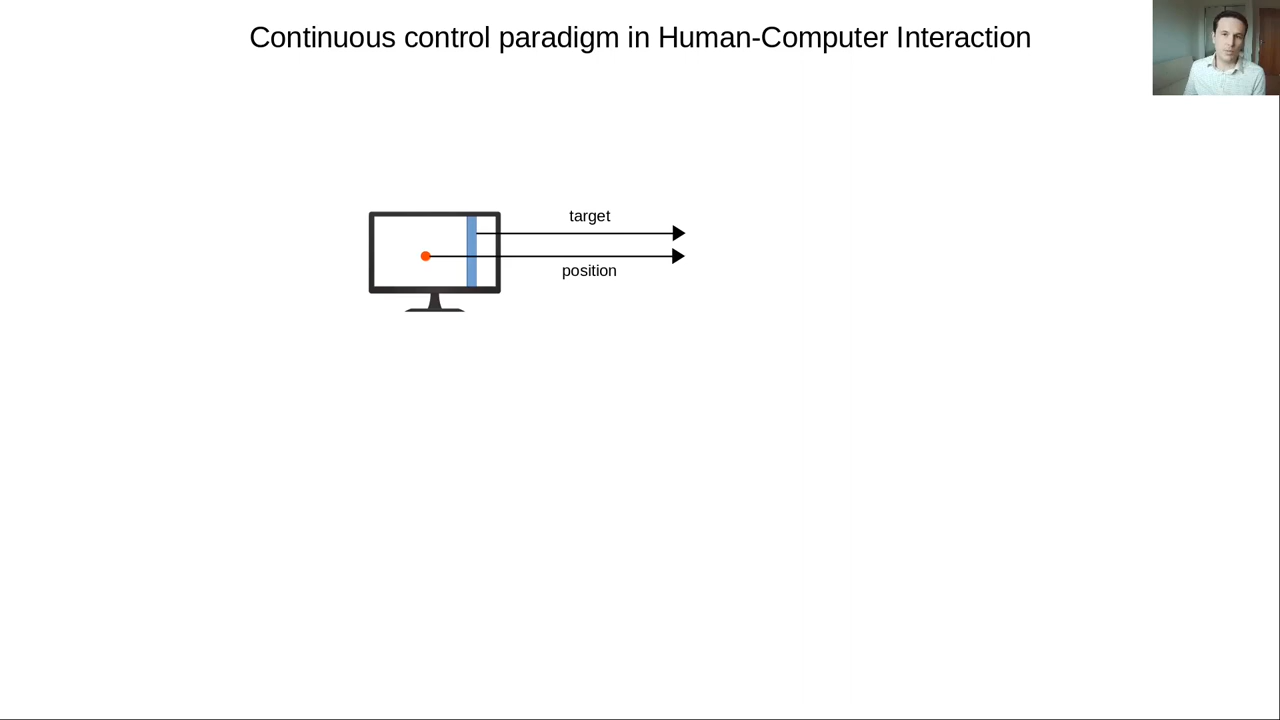 Continuous control paradigm in Human-Computer Interaction
target
position